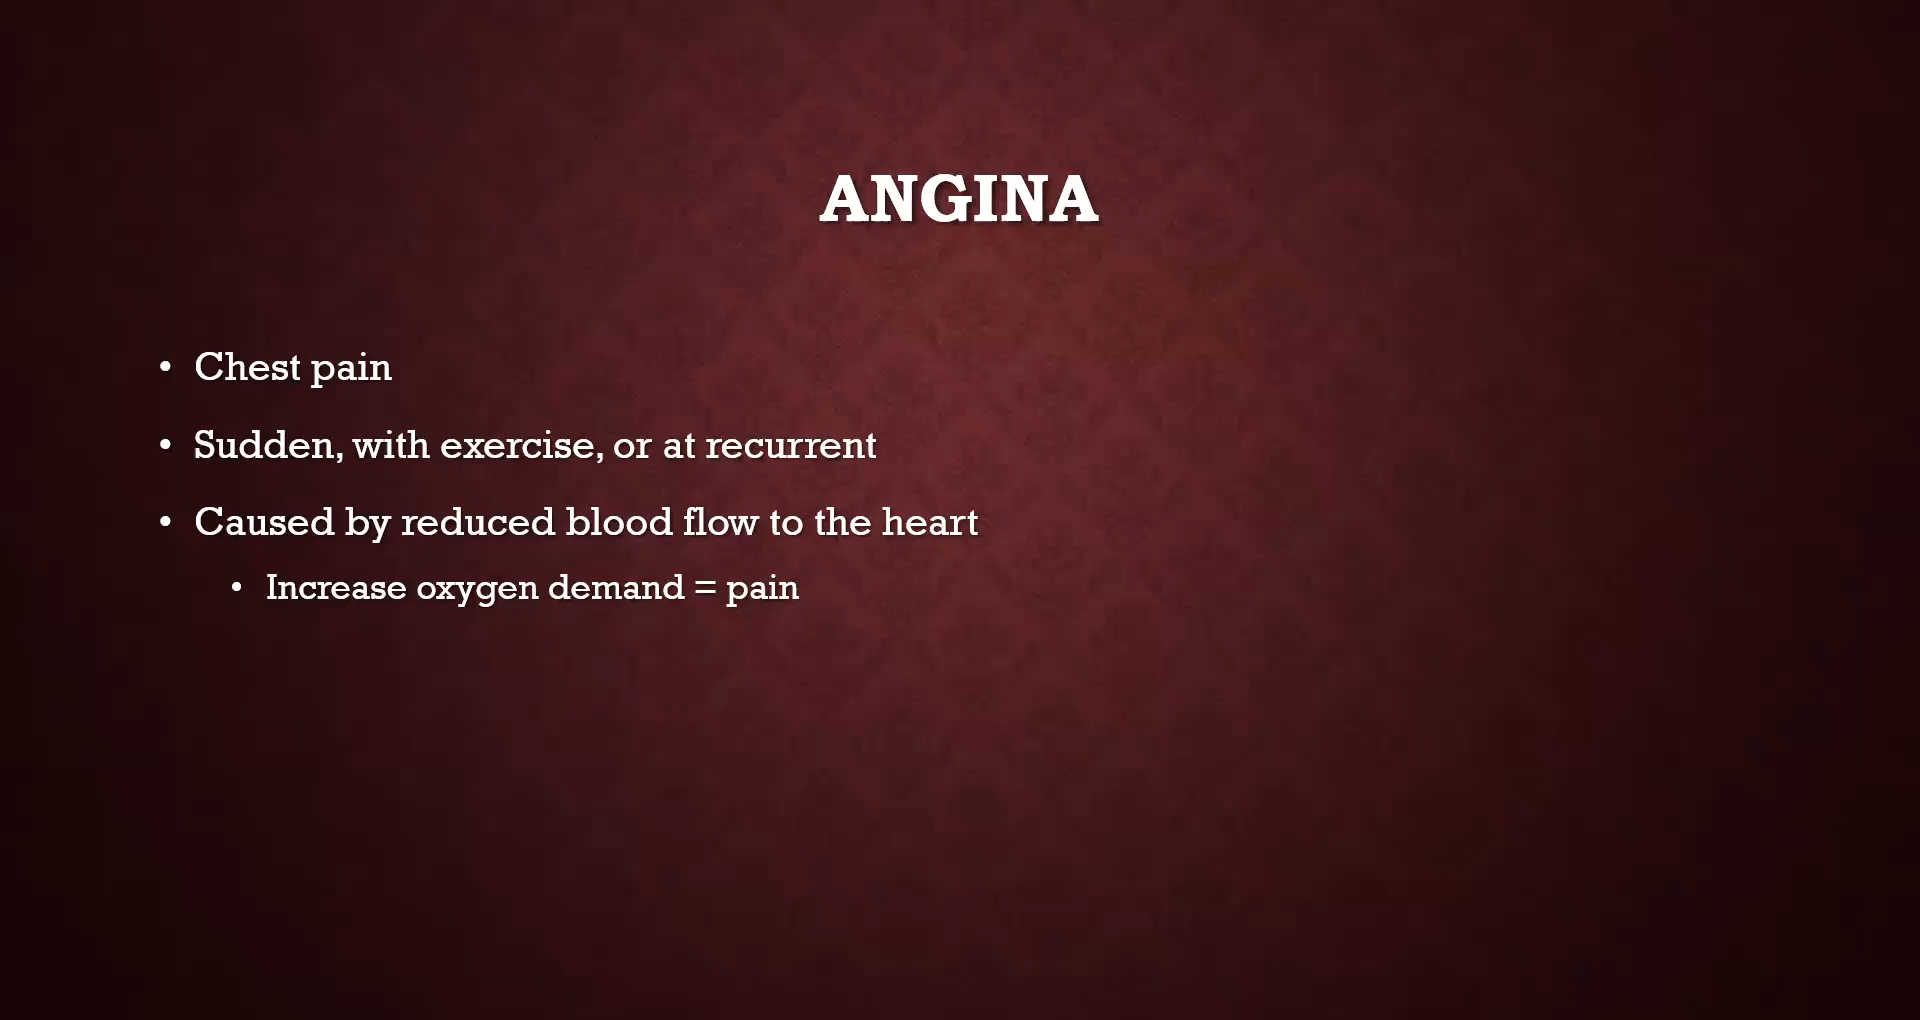 ANGINA
• Chest pain
• Sudden, with exercise, or at recurrent
• Caused by reduced blood flow to the heart
• Increase oxygen demand = pain